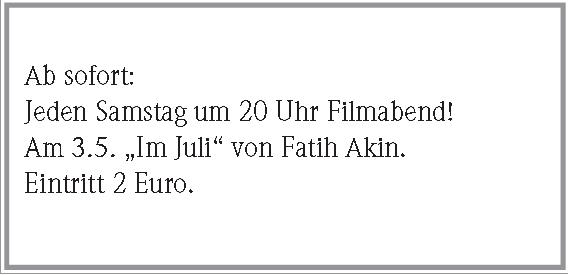 Ab sofort:
Jeden Samstag um 20 Uhr Filmabend!
Am 3.5. „Im Juli“ von Fatih Akin.
Eintritt 2 Euro.